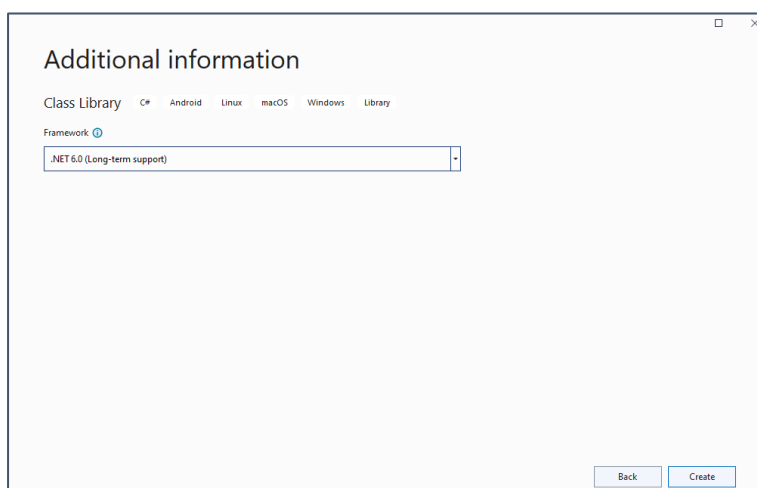 Additional information
Class Library C# Android Linux macOS Windows Library
Framework
.NET 6.0 (Long-term support)
Back Create